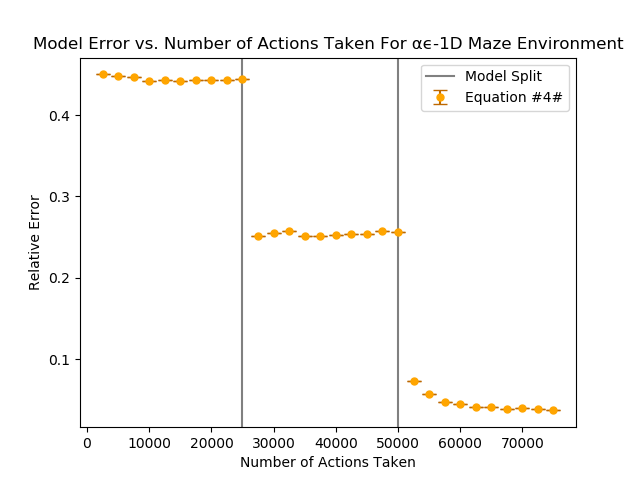 Model Error vs. Number of Actions Taken For αϵ-1D Maze Environment
Model Split
Equation #4#
0.4
0.3
0.2
0.1
Relative Error
0 10000 20000 30000 40000 50000 60000 70000
Number of Actions Taken